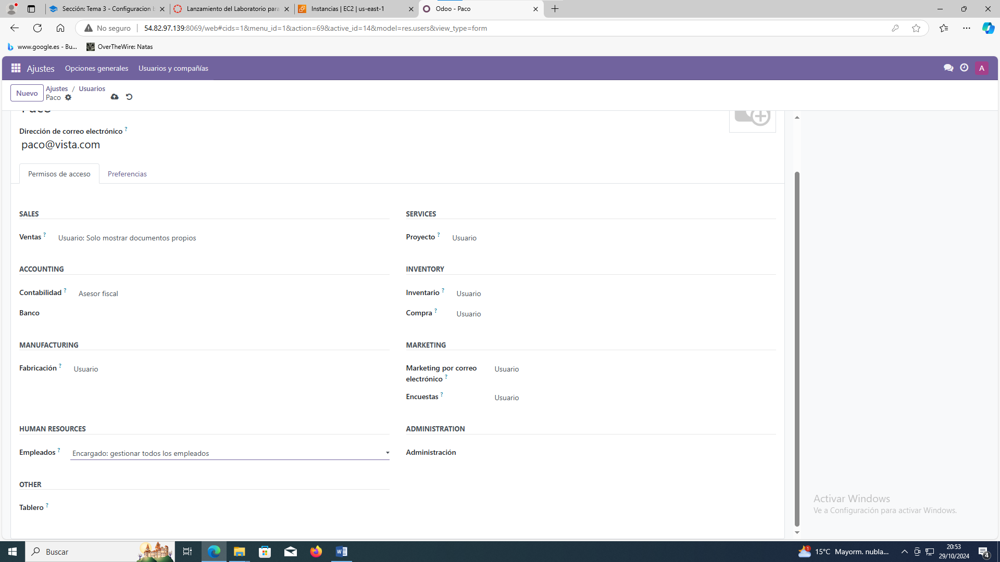 Sección: Tema 3 - Configuracion b
Lanzamiento del Laboratorio para
Instancias | EC2 | us-east-1
Odoo - Paco
No seguro
54.82.97.139:8069/web#cids=1&menu_id=1&action=69&active_id=14&model=res.users&view_type=form
www.google.es - Bu...
OverTheWire: Natas
Ajustes
Opciones generales
Usuarios y compañías
A
Nuevo
Ajustes / Usuarios
Paco
Paco
Dirección de correo electrónico ?
paco@vista.com
Permisos de acceso
Preferencias
SALES
Ventas ? Usuario: Solo mostrar documentos propios
SERVICES
Proyecto ? Usuario
ACCOUNTING
Contabilidad ? Asesor fiscal
Banco
INVENTORY
Inventario ? Usuario
Compra ? Usuario
MANUFACTURING
Fabricación ? Usuario
MARKETING
Marketing por correo
electrónico ? Usuario
Encuestas ? Usuario
HUMAN RESOURCES
Empleados ? Encargado: gestionar todos los empleados
ADMINISTRATION
Administración
OTHER
Tablero ?
Activar Windows
Ve a Configuración para activar Windows.
Buscar
1
15°C Mayorm. nubla...
20:53
29/10/2024
4